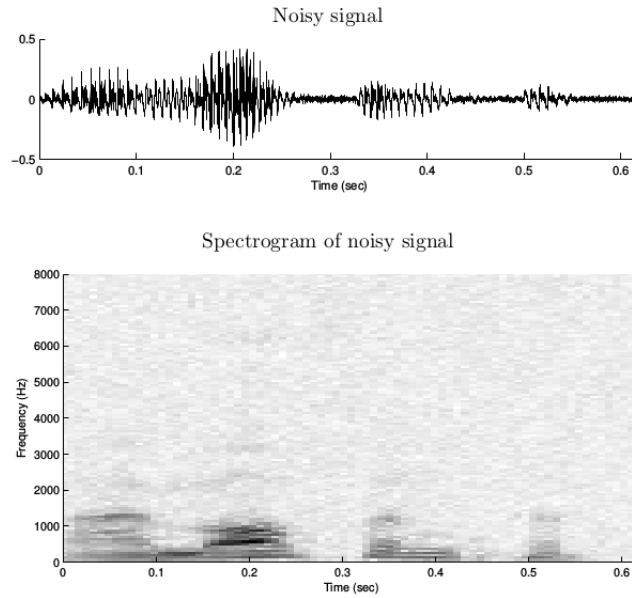 Noisy signal
0.5
0
−0.5
0 0.1 0.2 0.3 0.4 0.5 0.6
Time (sec)
Spectrogram of noisy signal
8000
7000
6000
5000
4000
3000
2000
1000
0
Frequency (Hz)
0 0.1 0.2 0.3 0.4 0.5 0.6
Time (sec)